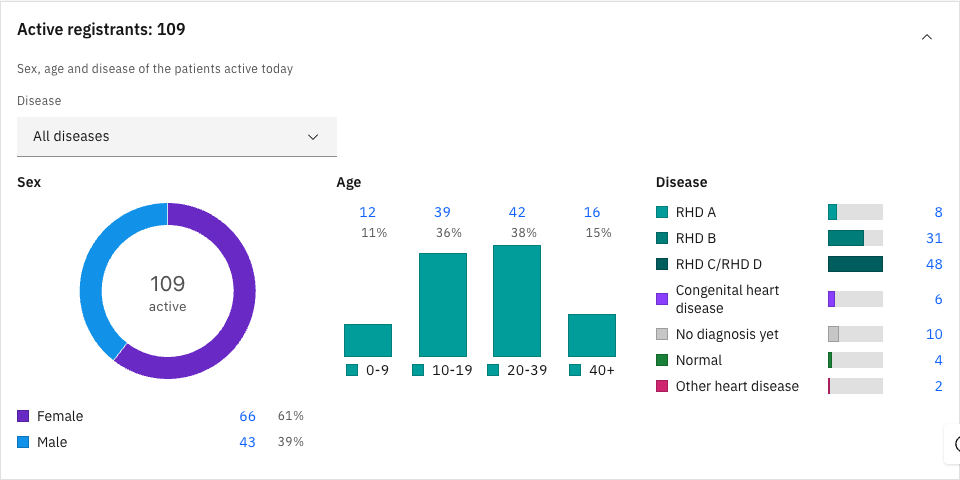 Active registrants: 109
Sex, age and disease of the patients active today
Disease
All diseases
Sex
109
active
Female 66 61%
Male 43 39%
Age
12 39 42 16
11% 36% 38% 15%
0-9 10-19 20-39 40+
Disease
RHD A 8
RHD B 31
RHD C/RHD D 48
Congenital heart
disease 6
No diagnosis yet 10
Normal 4
Other heart disease 2